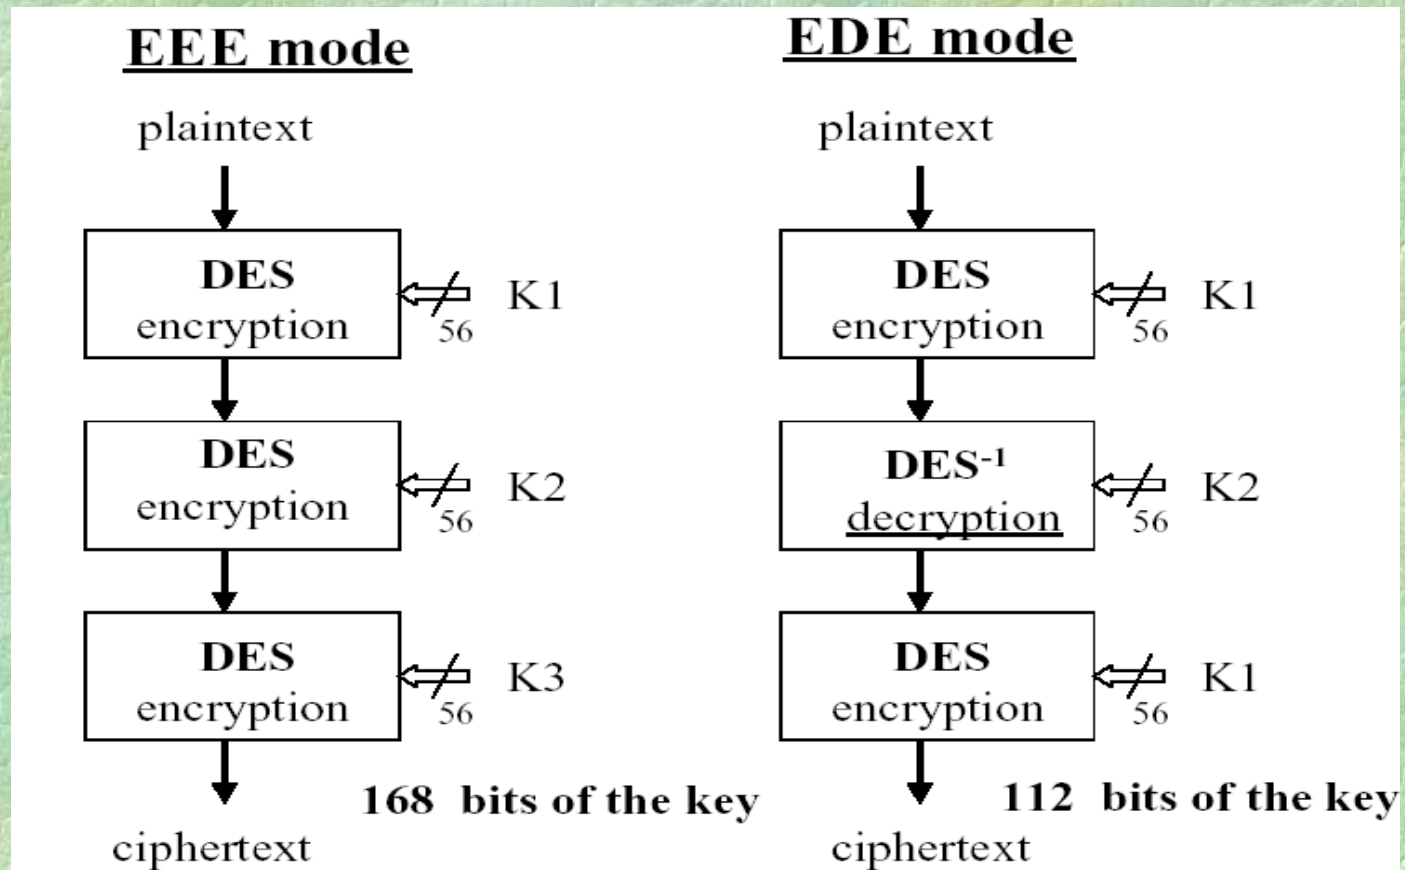 EEE mode
plaintext
DES
encryption
56
K1
DES
encryption
56
K2
DES
encryption
56
K3
168 bits of the key
ciphertext
EDE mode
plaintext
DES
encryption
56
K1
DES-1
decryption
56
K2
DES
encryption
56
K1
112 bits of the key
ciphertext